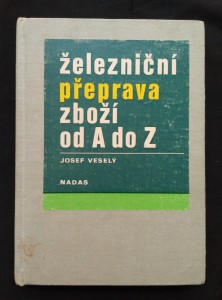 železniční
přeprava
zboží
od A do Z
JOSEF VESELÝ
NADAS